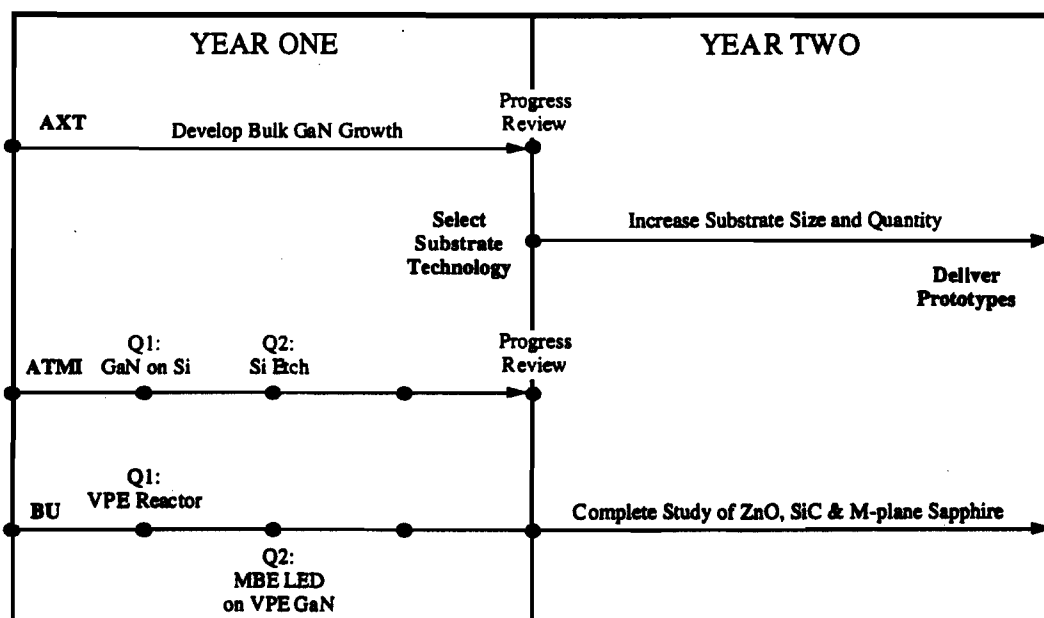 YEAR ONE
YEAR TWO
Progress
Review
AXT
Develop Bulk GaN Growth
Select
Substrate
Technology
Increase Substrate Size and Quantity
Deliver
Prototypes
Q1:
GaN on Si
Q2:
Si Etch
Progress
Review
ATMI
Q1:
VPE Reactor
BU
Complete Study of ZnO, SiC & M-plane Sapphire
Q2:
MBE LED
on VPE GaN